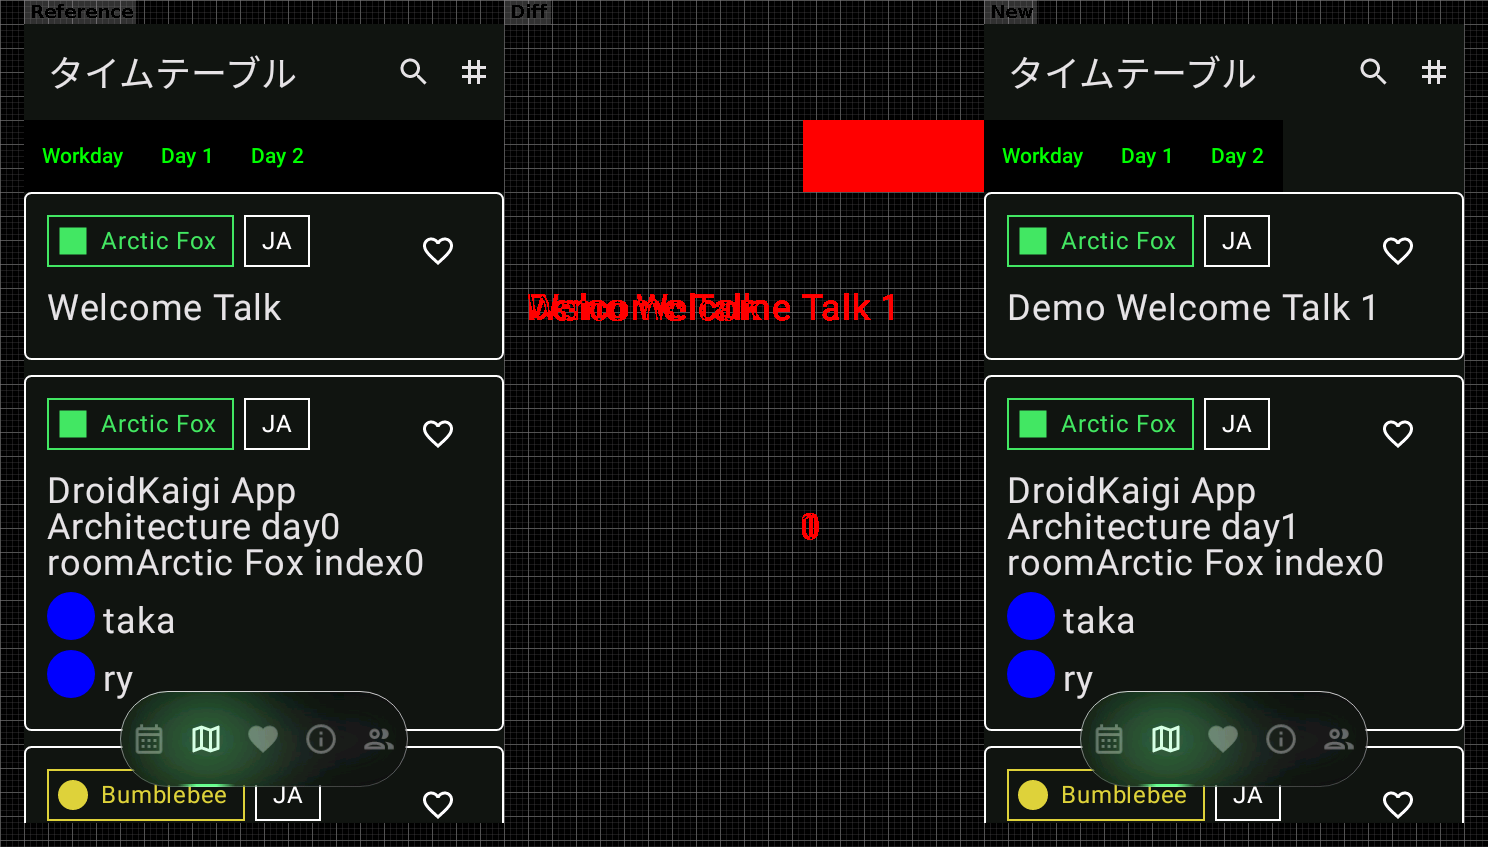 Reference
タイムテーブル
Workday Day 1 Day 2
Arctic Fox JA
Welcome Talk
Arctic Fox JA
DroidKaigi App
Architecture day0
roomArctic Fox index0
taka
ry
Bumblebee JA
Diff
Talk 1
New
タイムテーブル
Workday Day 1 Day 2
Arctic Fox JA
Demo Welcome Talk 1
Arctic Fox JA
DroidKaigi App
Architecture day1
roomArctic Fox index0
taka
ry
Bumblebee JA